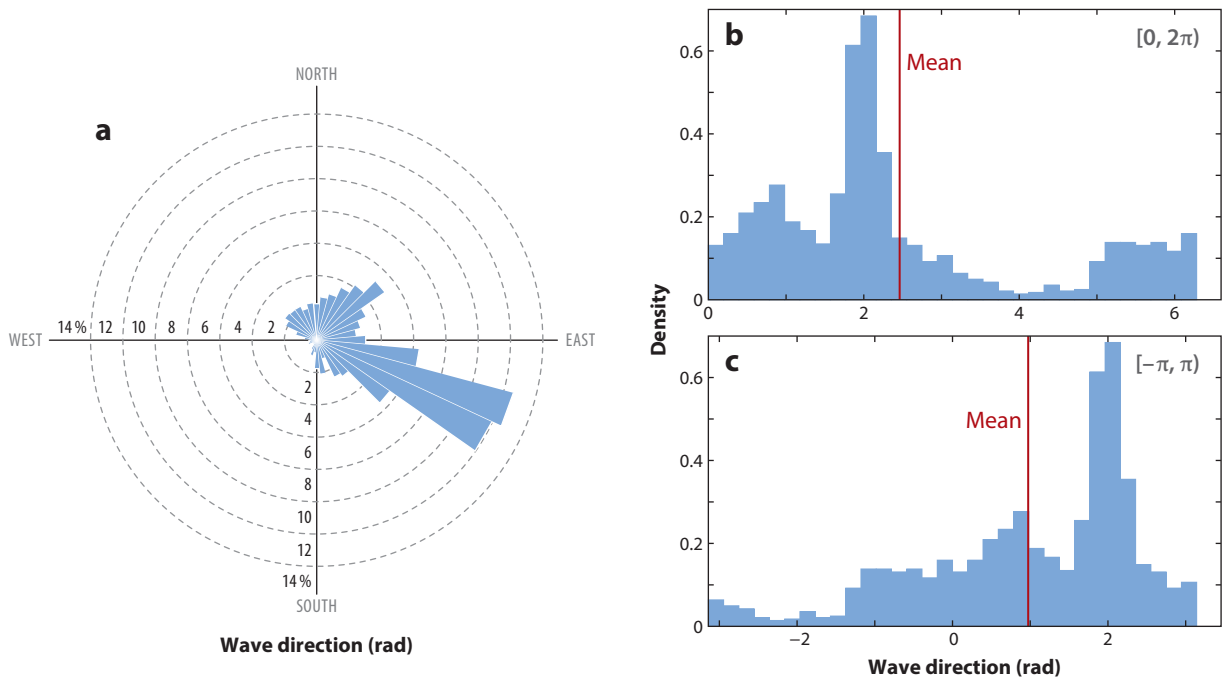 a
NORTH
WEST
EAST
14 % 12 10 8 6 4 2
2
4
6
8
10
12
14 %
SOUTH
Wave direction (rad)
b
[0, 2π)
Mean
0.6
0.4
0.2
0
0 2 4 6
Density
c
[–π, π)
Mean
0.6
0.4
0.2
0
−2 0 2
Wave direction (rad)